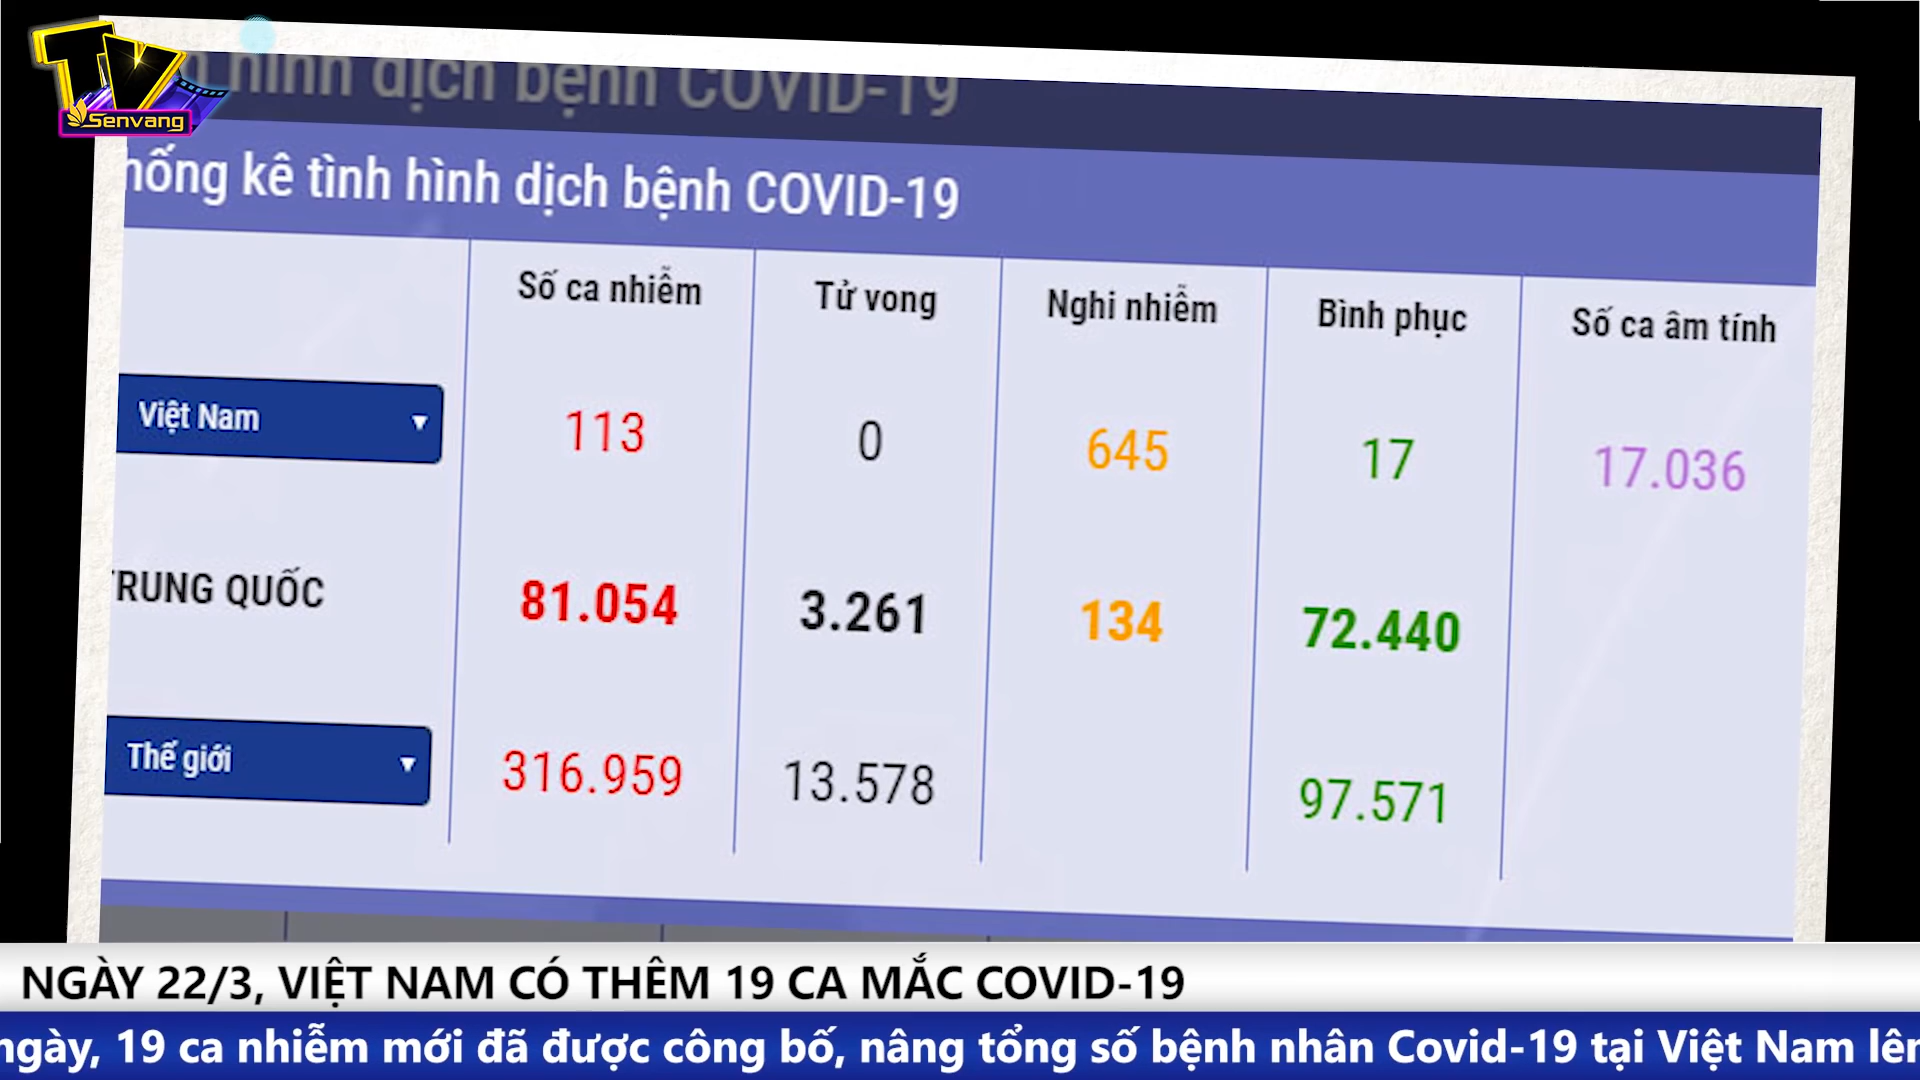 TV
Senvang
hình dịch bệnh COVID-19
hống kê tình hình dịch bệnh COVID-19
Số ca nhiễm Tử vong Nghi nhiễm Bình phục Số ca âm tính
Việt Nam 113 0 645 17 17.036
TRUNG QUỐC 81.054 3.261 134 72.440
Thế giới 316.959 13.578 97.571
NGÀY 22/3, VIỆT NAM CÓ THÊM 19 CA MẮC COVID-19
ngày, 19 ca nhiễm mới đã được công bố, nâng tổng số bệnh nhân Covid-19 tại Việt Nam lên